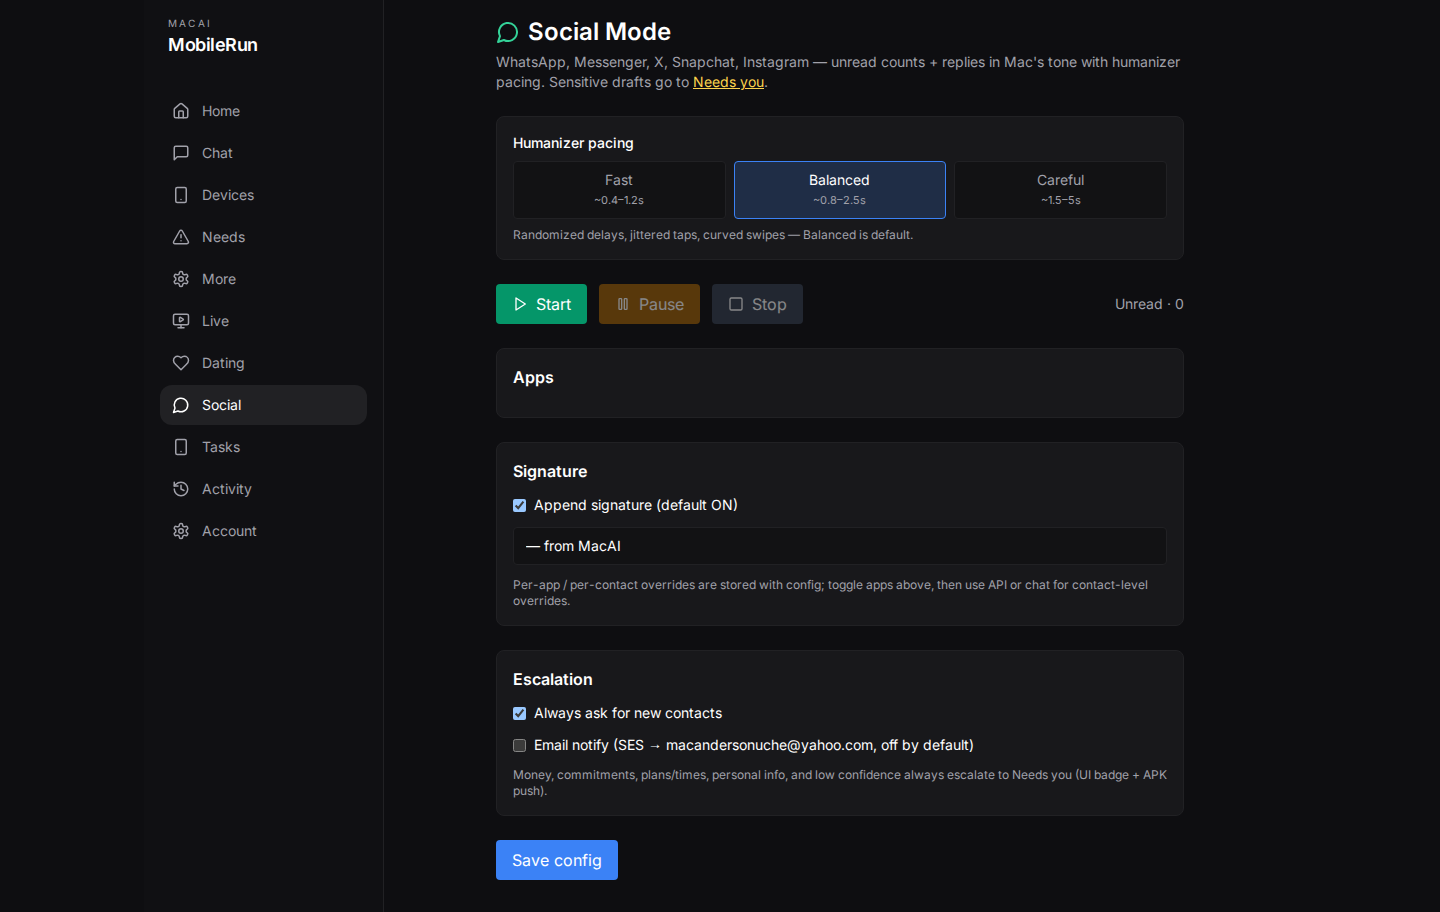 MACAI
MobileRun
Home
Chat
Devices
Needs
More
Live
Dating
Social
Tasks
Activity
Account
Social Mode
WhatsApp, Messenger, X, Snapchat, Instagram — unread counts + replies in Mac's tone with humanizer
pacing. Sensitive drafts go to Needs you.
Humanizer pacing
Fast
~0.4–1.2s
Balanced
~0.8–2.5s
Careful
~1.5–5s
Randomized delays, jittered taps, curved swipes — Balanced is default.
Start
Pause
Stop
Unread · 0
Apps
Signature
Append signature (default ON)
— from MacAI
Per-app / per-contact overrides are stored with config; toggle apps above, then use API or chat for contact-level
overrides.
Escalation
Always ask for new contacts
Email notify (SES → macandersonuche@yahoo.com, off by default)
Money, commitments, plans/times, personal info, and low confidence always escalate to Needs you (UI badge + APK
push).
Save config